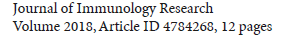 Journal of Immunology Research
Volume 2018, Article ID 4784268, 12 pages